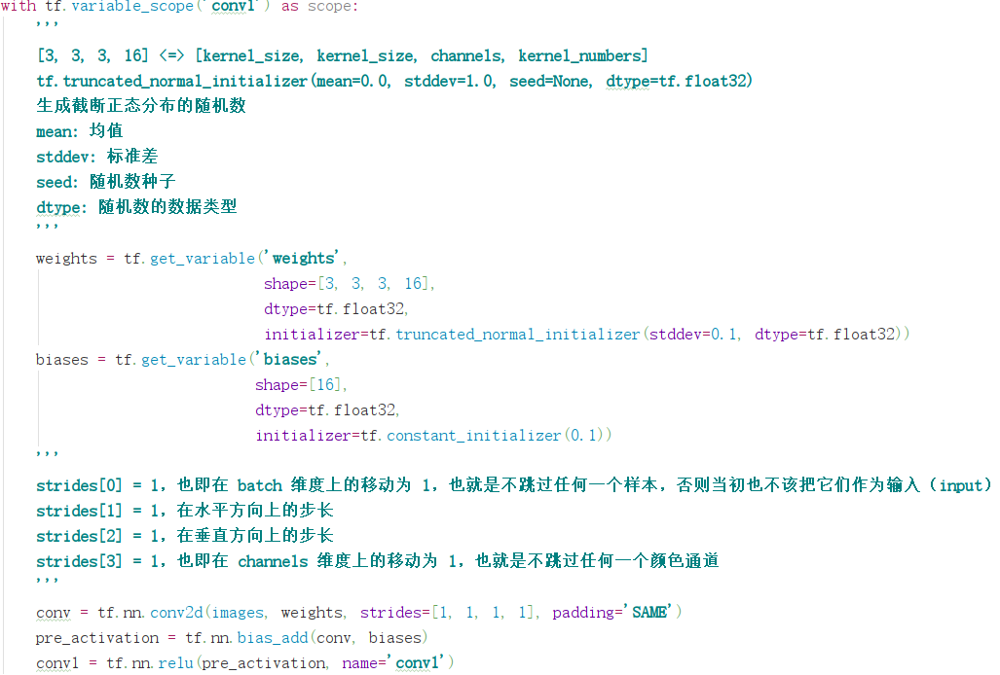 with tf.variable_scope('conv1') as scope:
'''
[3, 3, 3, 16] <=> [kernel_size, kernel_size, channels, kernel_numbers]
tf.truncated_normal_initializer(mean=0.0, stddev=1.0, seed=None, dtype=tf.float32)
生成截断正态分布的随机数
mean: 均值
stddev: 标准差
seed: 随机数种子
dtype: 随机数的数据类型
'''
weights = tf.get_variable('weights',
shape=[3, 3, 3, 16],
dtype=tf.float32,
initializer=tf.truncated_normal_initializer(stddev=0.1, dtype=tf.float32))
biases = tf.get_variable('biases',
shape=[16],
dtype=tf.float32,
initializer=tf.constant_initializer(0.1))
'''
strides[0] = 1，也即在 batch 维度上的移动为 1，也就是不跳过任何一个样本，否则当初也不该把它们作为输入（input）
strides[1] = 1，在水平方向上的步长
strides[2] = 1，在垂直方向上的步长
strides[3] = 1，也即在 channels 维度上的移动为 1，也就是不跳过任何一个颜色通道
'''
conv = tf.nn.conv2d(images, weights, strides=[1, 1, 1, 1], padding='SAME')
pre_activation = tf.nn.bias_add(conv, biases)
conv1 = tf.nn.relu(pre_activation, name='conv1')